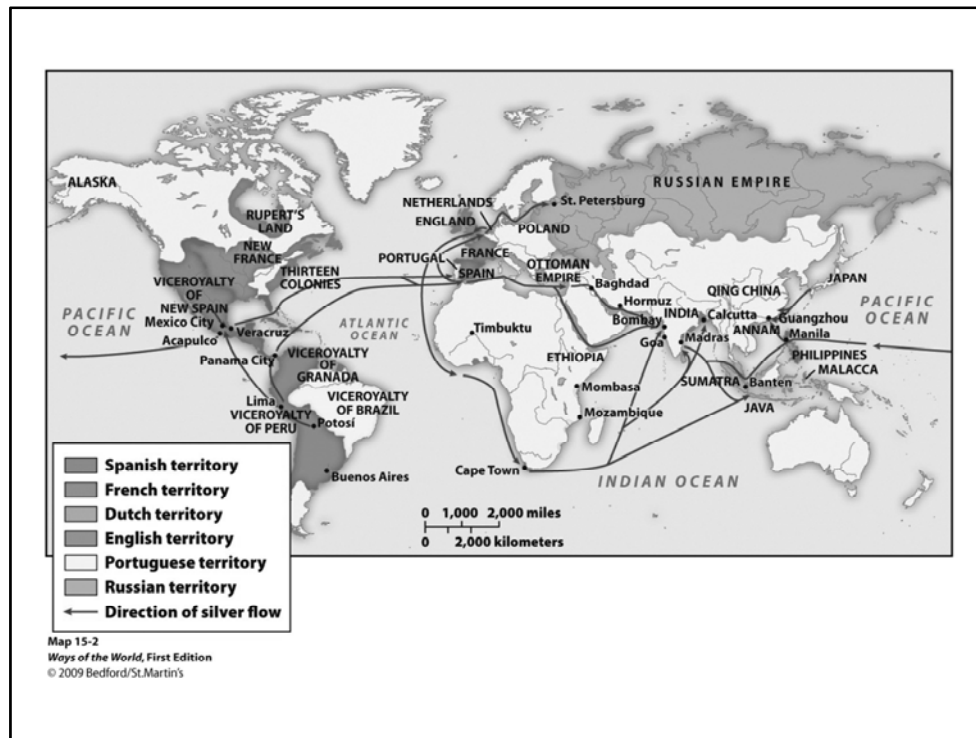 ALASKA
RUPERT'S
LAND
NEW
FRANCE
THIRTEEN
COLONIES
VICEROYALTY
OF
NEW SPAIN
Mexico City
Acapulco
Veracruz
PACIFIC
OCEAN
ATLANTIC
OCEAN
Panama City
VICEROYALTY
OF
GRANADA
VICEROYALTY
OF BRAZIL
Lima
VICEROYALTY
OF PERU
Potosí
Buenos Aires
NETHERLANDS
ENGLAND
St. Petersburg
RUSSIAN EMPIRE
POLAND
PORTUGAL
FRANCE
SPAIN
OTTOMAN
EMPIRE
Baghdad
Hormuz
Bombay
Goa
INDIA
Calcutta
Madras
QING CHINA
JAPAN
Guangzhou
ANNAM
Manila
PACIFIC
OCEAN
PHILIPPINES
MALACCA
SUMATRA
Banten
JAVA
Timbuktu
ETHIOPIA
Mombasa
Mozambique
Cape Town
INDIAN OCEAN
0 1,000 2,000 miles
0 2,000 kilometers
Spanish territory
French territory
Dutch territory
English territory
Portuguese territory
Russian territory
Direction of silver flow
Map 15-2
Ways of the World, First Edition
© 2009 Bedford/St.Martin's